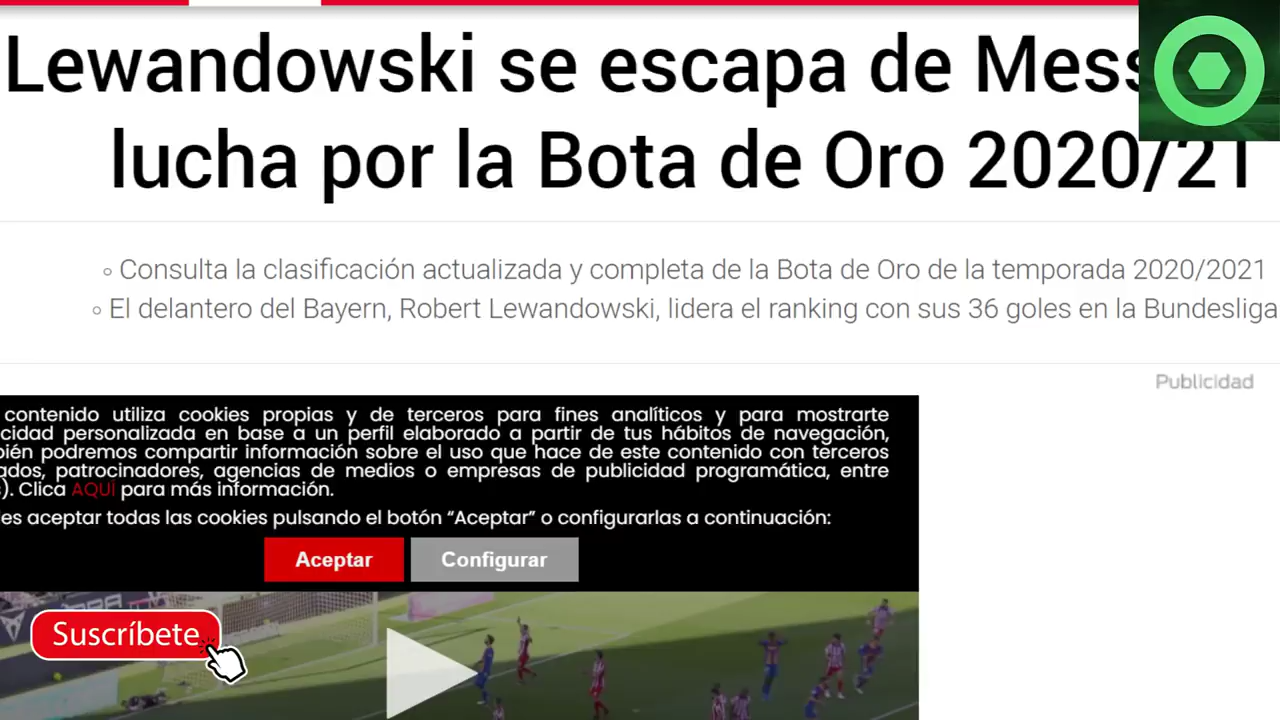 Lewandowski se escapa de Mess
lucha por la Bota de Oro 2020/21
Consulta la clasificación actualizada y completa de la Bota de Oro de la temporada 2020/2021
El delantero del Bayern, Robert Lewandowski, lidera el ranking con sus 36 goles en la Bundesliga
Publicidad
contenido utiliza cookies propias y de terceros para fines analíticos y para mostrarte
cidad personalizada en base a un perfil elaborado a partir de tus hábitos de navegación,
bién podremos compartir información sobre el uso que hace de este contenido con terceros
ados, patrocinadores, agencias de medios o empresas de publicidad programática, entre
s). Clica AQUÍ para más información.
es aceptar todas las cookies pulsando el botón “Aceptar” o configurarlas a continuación:
Aceptar Configurar
Suscríbete